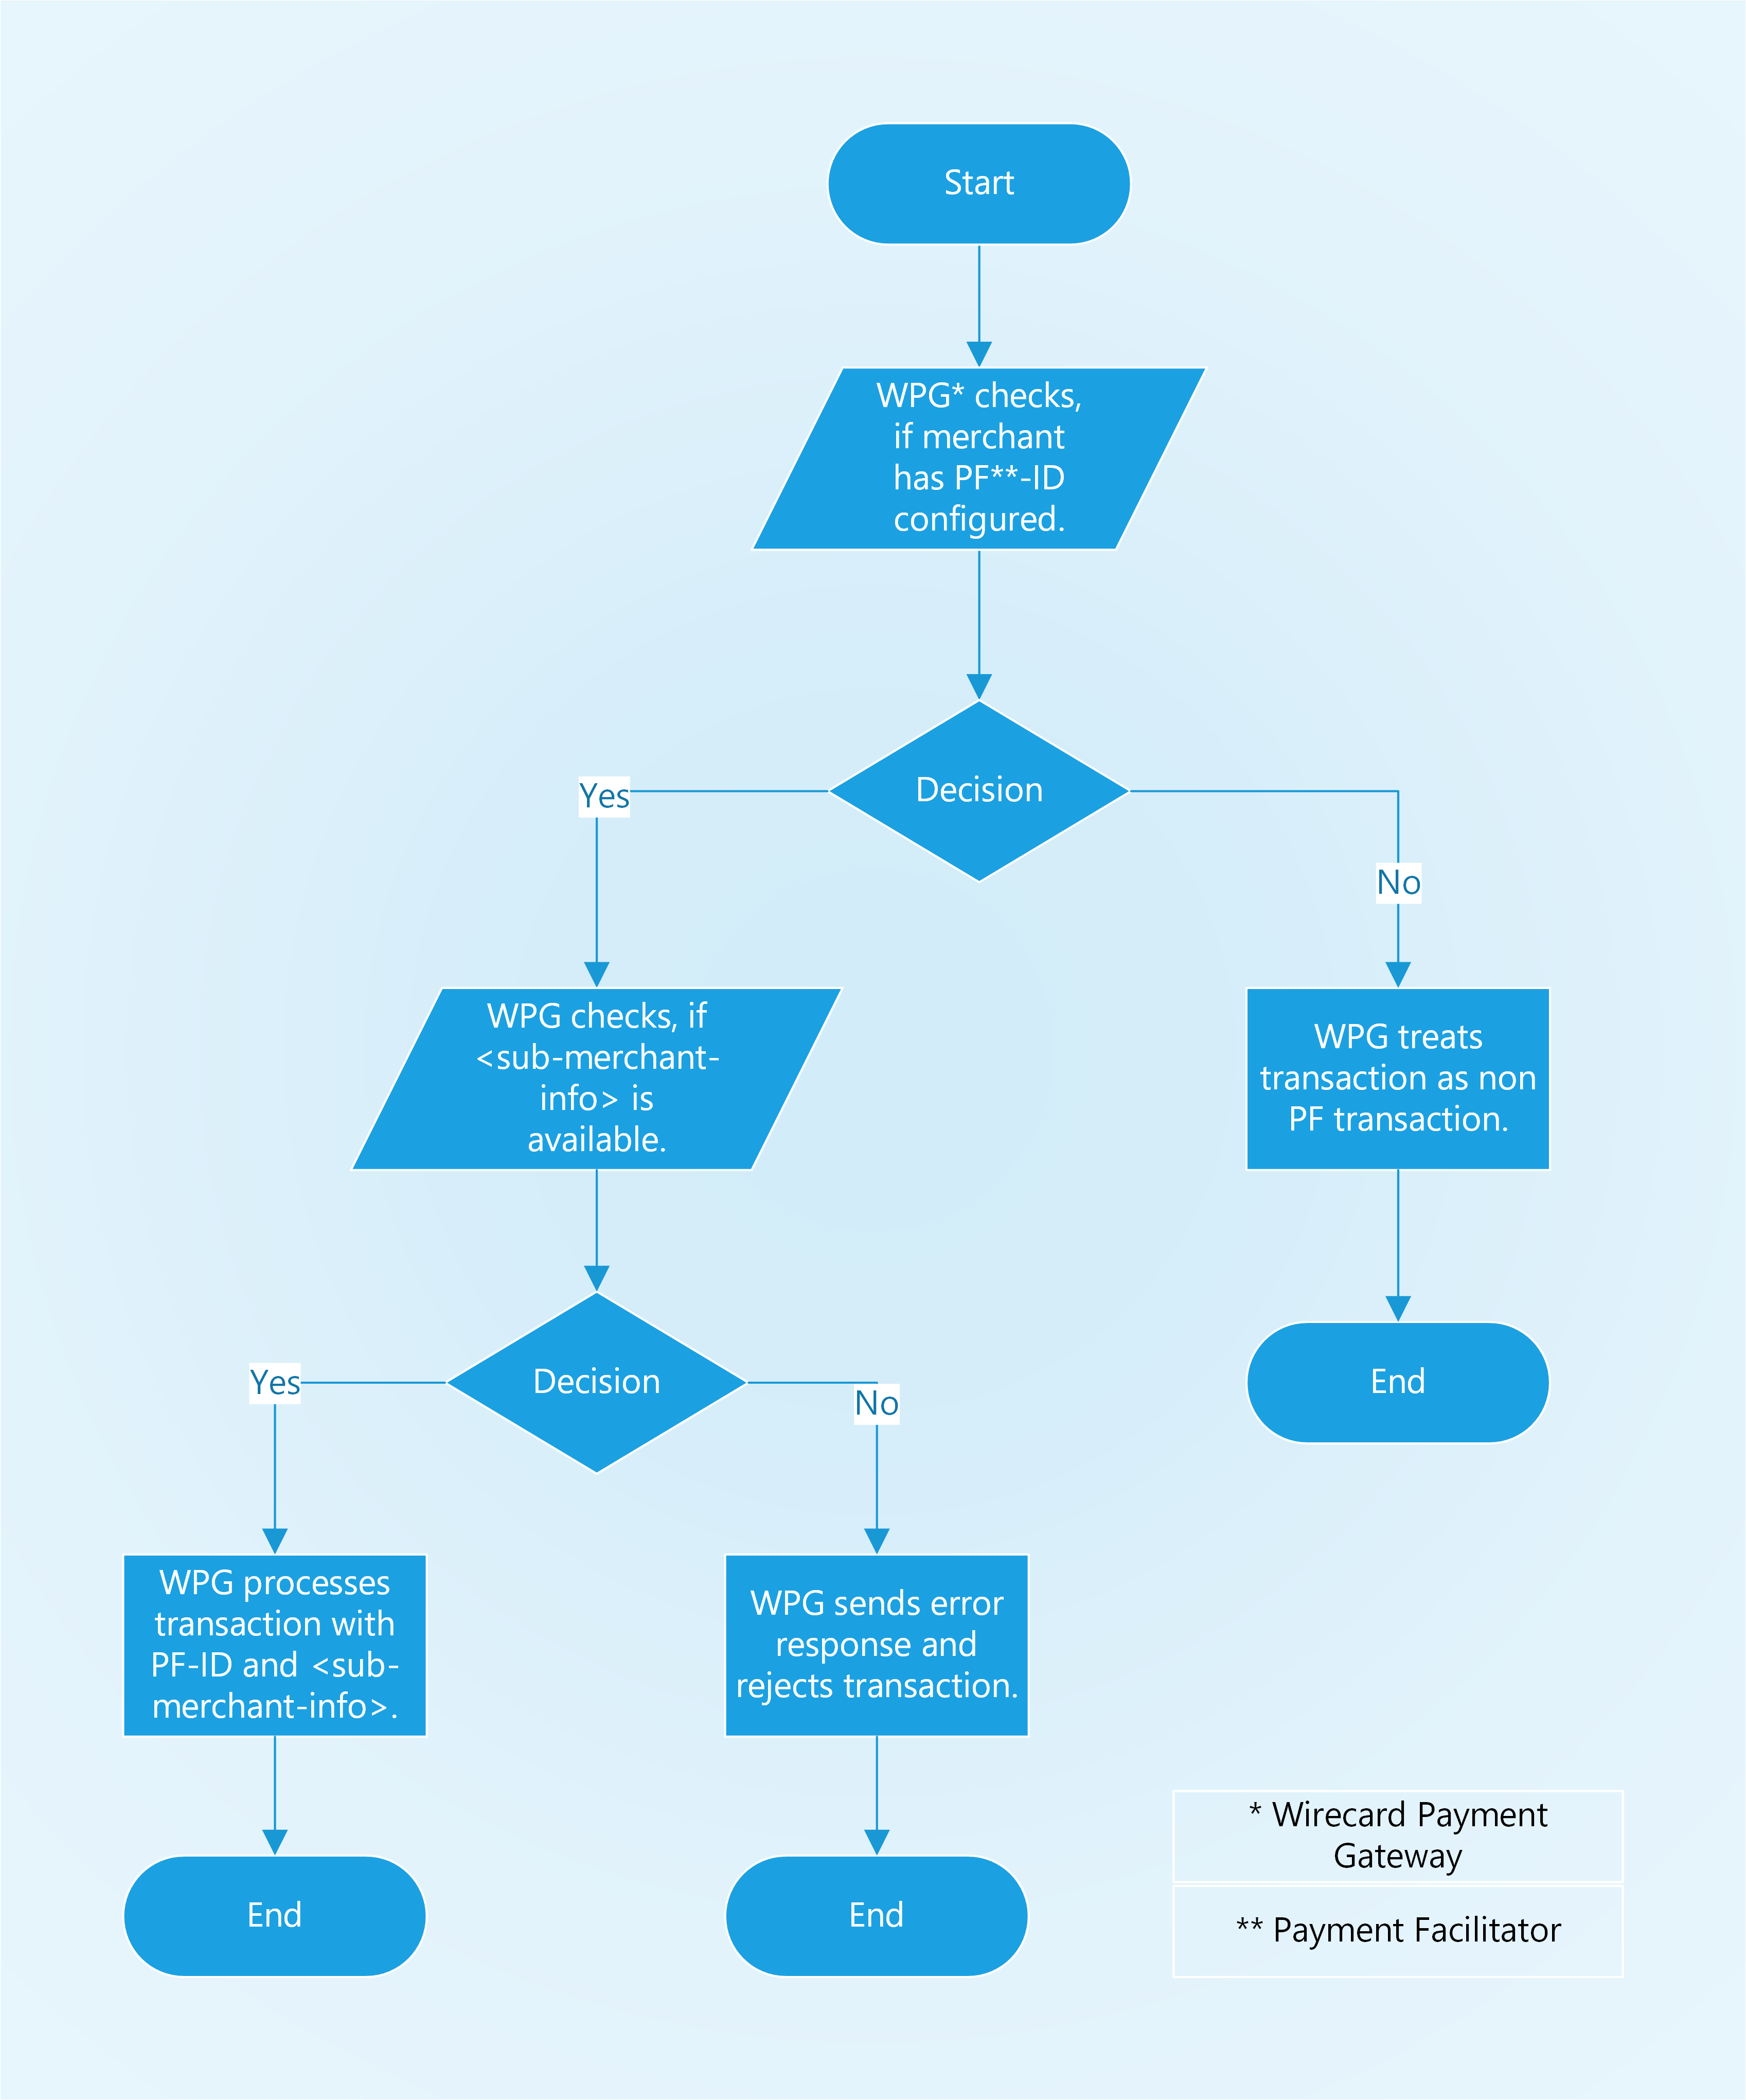 Start
WPG* checks,
if merchant
has PF**-ID
configured.
Decision
Yes
No
WPG checks, if
<sub-merchant-
info> is
available.
WPG treats
transaction as non
PF transaction.
Decision
Yes
No
End
WPG processes
transaction with
PF-ID and <sub-
merchant-info>.
WPG sends error
response and
rejects transaction.
* Wirecard Payment
Gateway
** Payment Facilitator
End
End